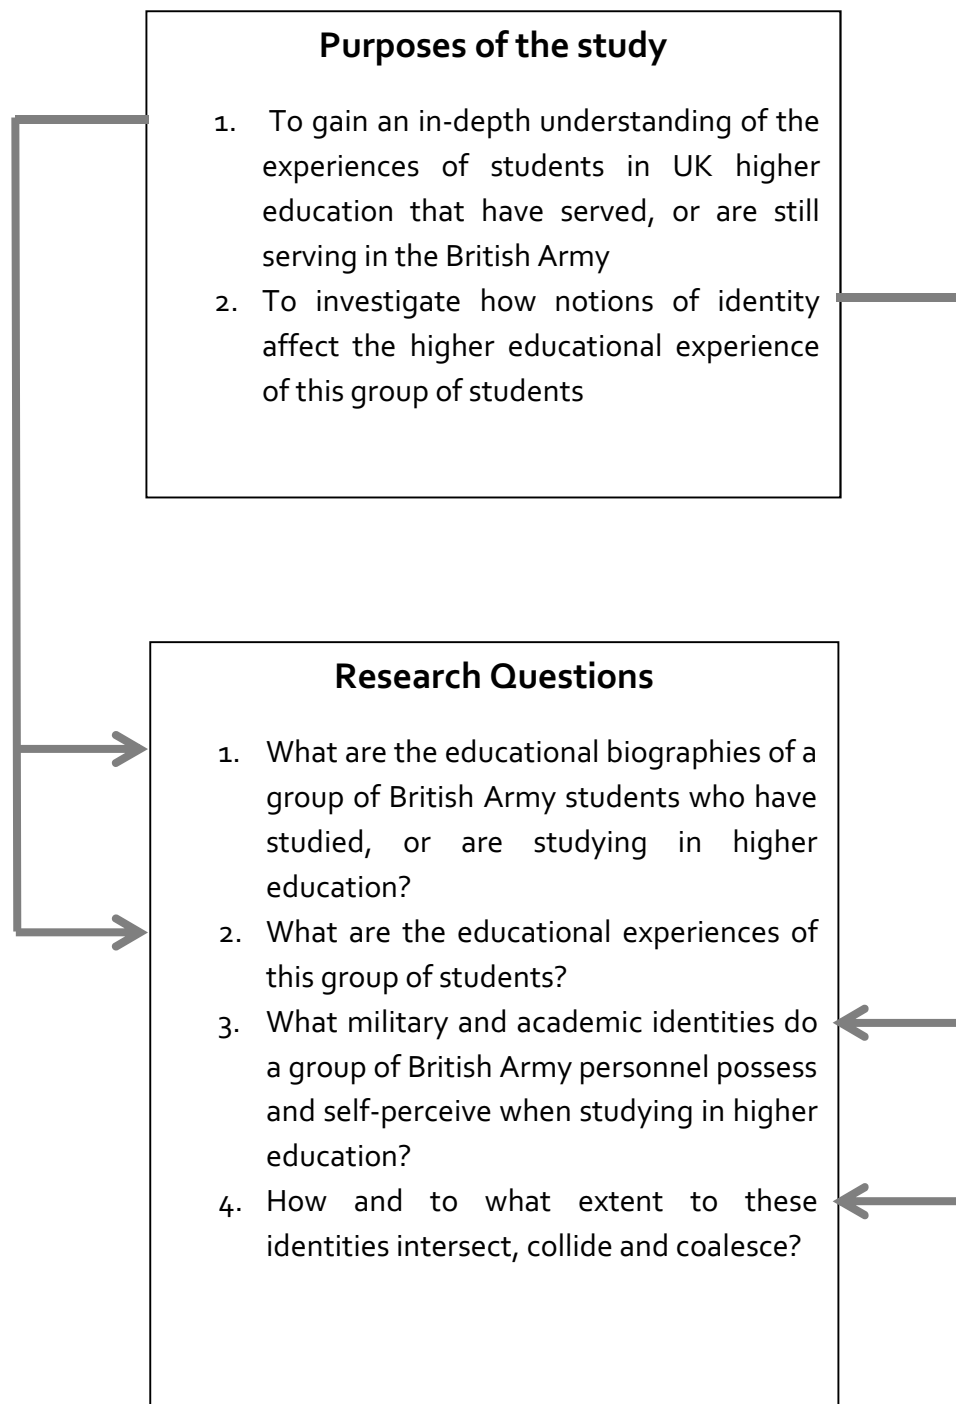 Purposes of the study
1. To gain an in-depth understanding of the
experiences of students in UK higher
education that have served, or are still
serving in the British Army
2. To investigate how notions of identity
affect the higher educational experience
of this group of students
Research Questions
1. What are the educational biographies of a
group of British Army students who have
studied, or are studying in higher
education?
2. What are the educational experiences of
this group of students?
3. What military and academic identities do
a group of British Army personnel possess
and self-perceive when studying in higher
education?
4. How and to what extent to these
identities intersect, collide and coalesce?